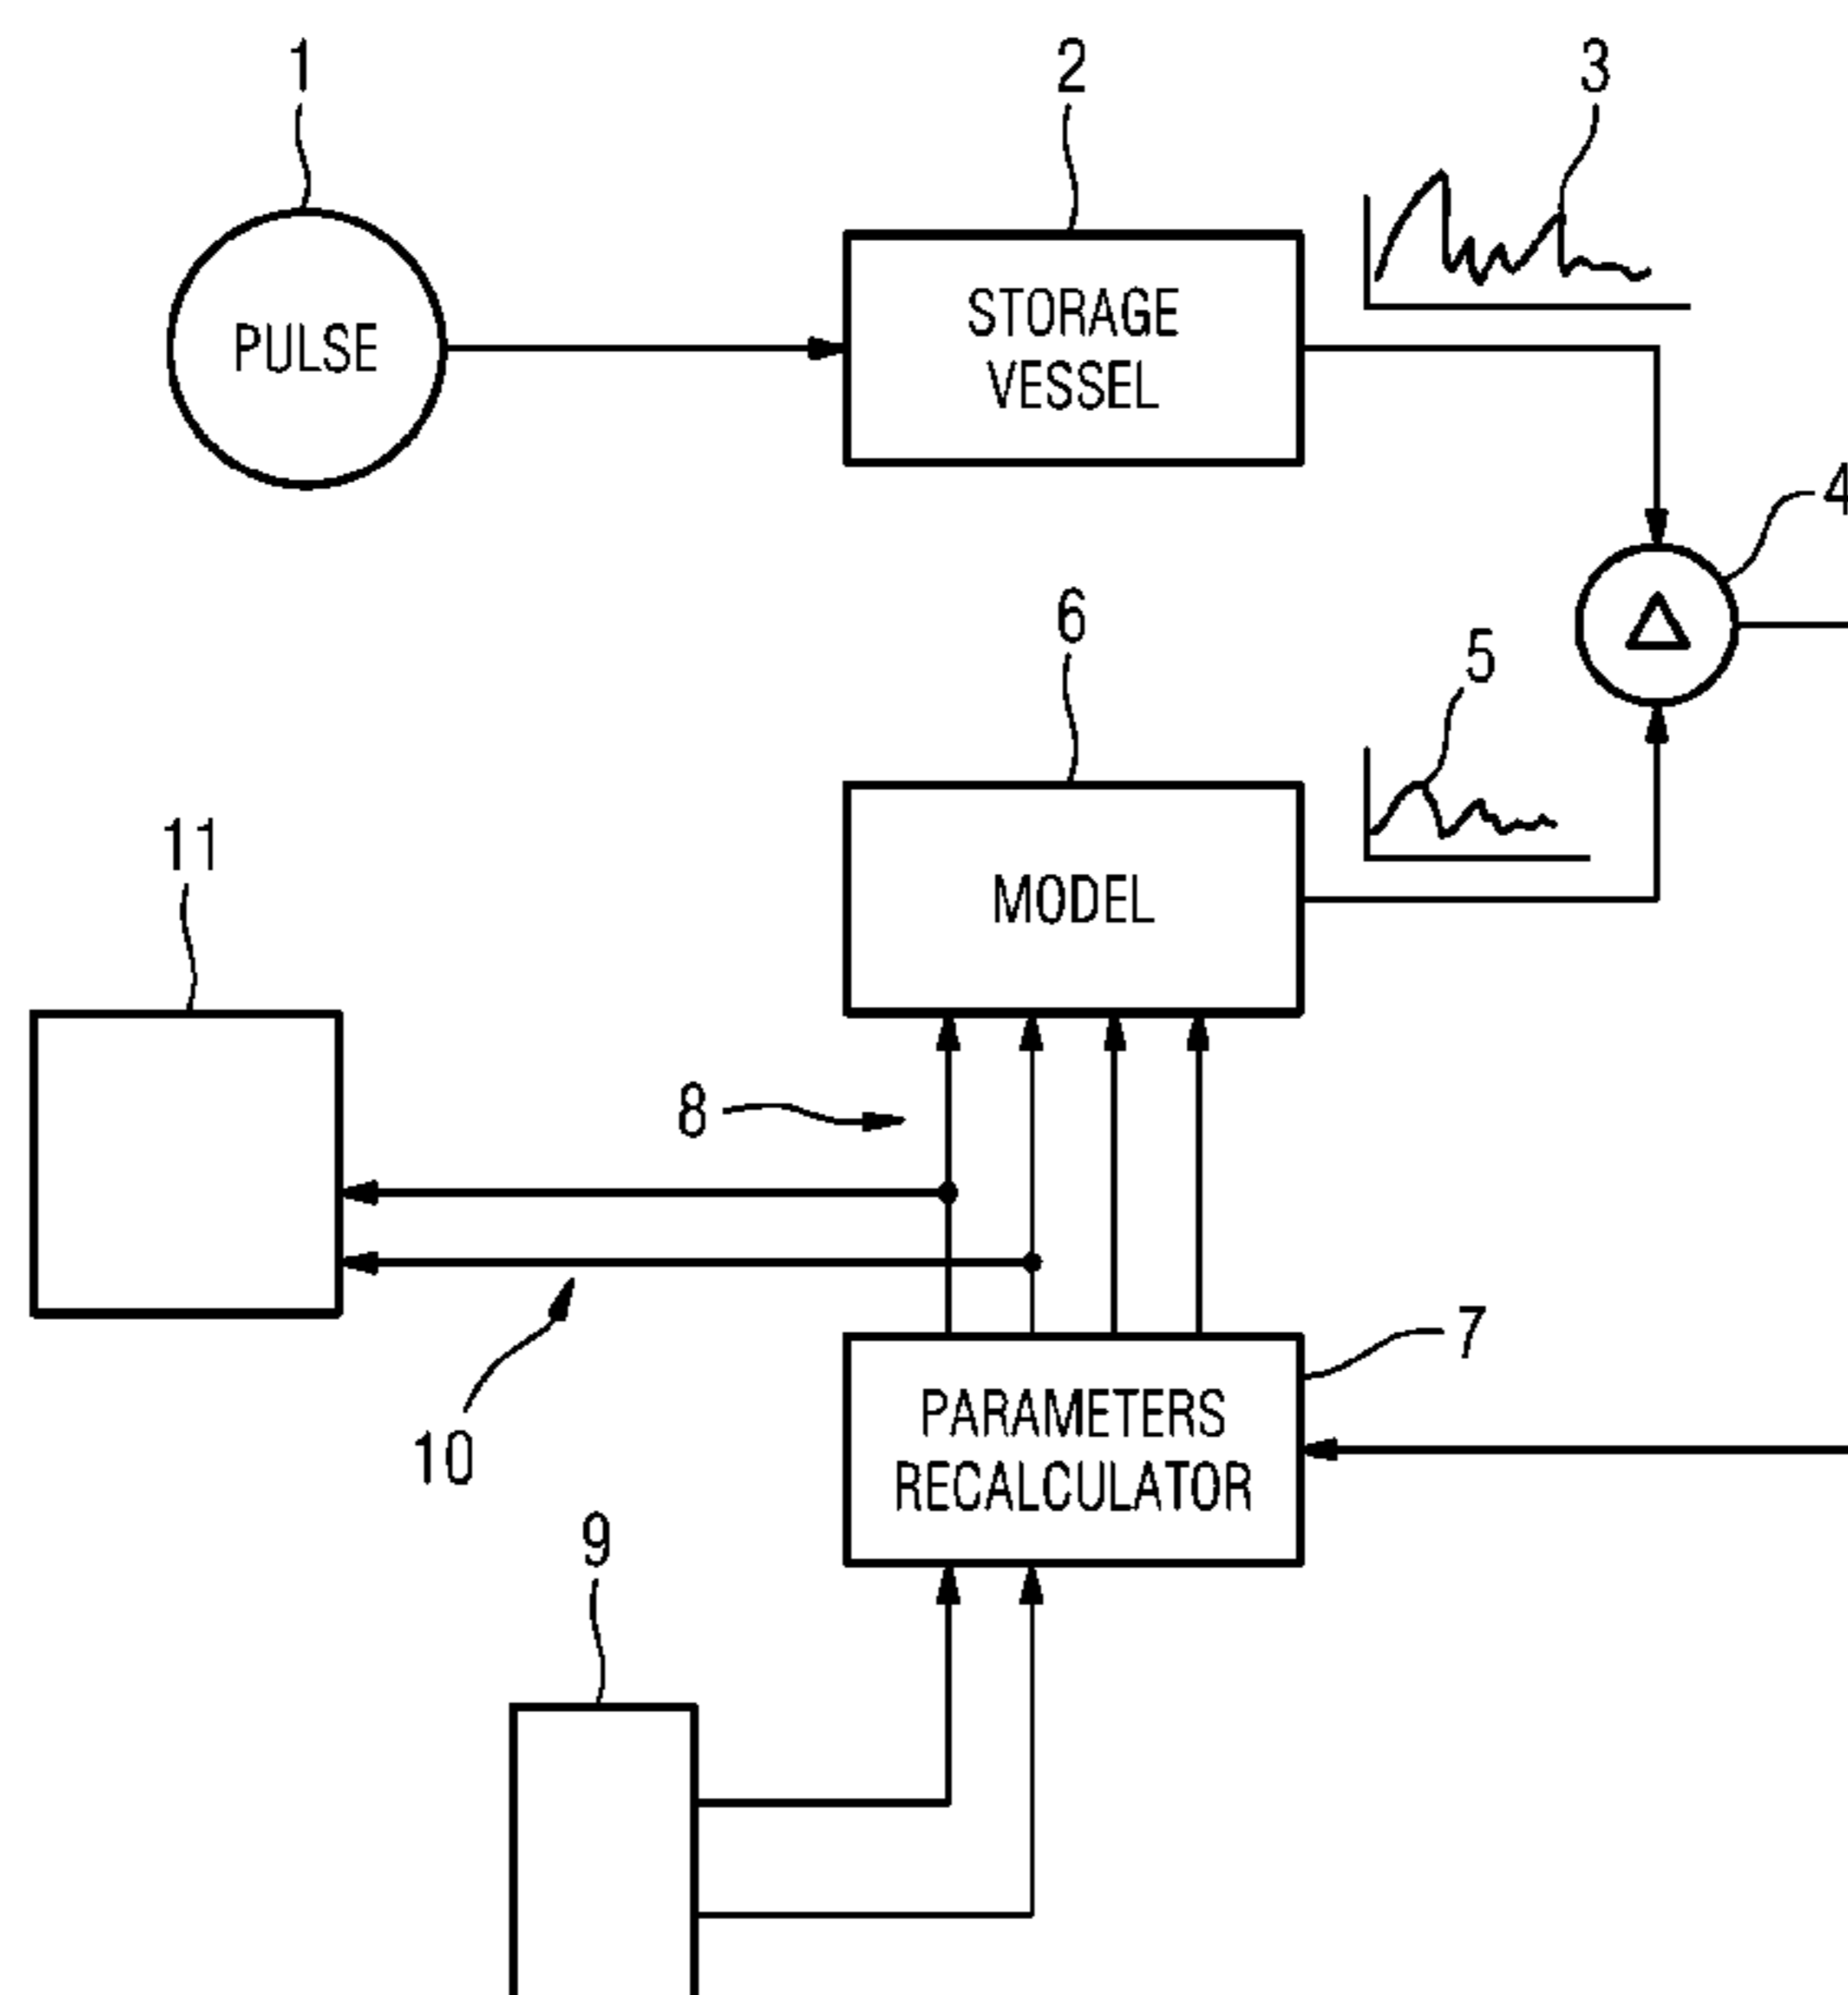 1
2
3
PULSE
STORAGE
VESSEL
4
6
5
11
MODEL
8
7
10
PARAMETERS
RECALCULATOR
9